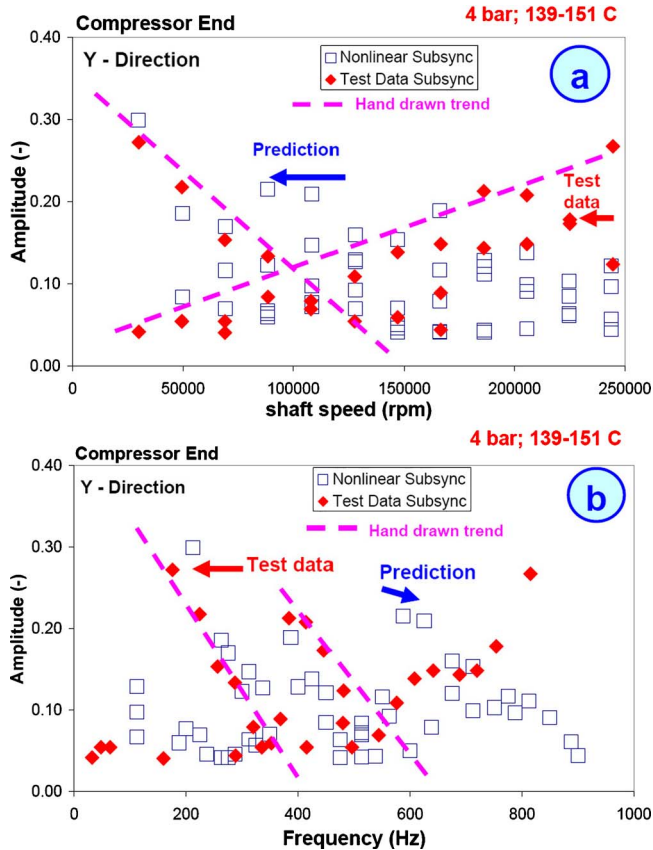 Compressor End
4 bar; 139-151 C
0.40
Y - Direction
Nonlinear Subsync
Test Data Subsync
Hand drawn trend
a
0.30
Prediction
Amplitude (-)
0.20
Test
data
0.10
0.00
0 50000 100000 150000 200000 250000
shaft speed (rpm)
4 bar; 139-151 C
Compressor End
0.40
Y - Direction
Nonlinear Subsync
Test Data Subsync
Hand drawn trend
b
0.30
Test data
Prediction
Amplitude (-)
0.20
0.10
0.00
0 200 400 600 800 1000
Frequency (Hz)